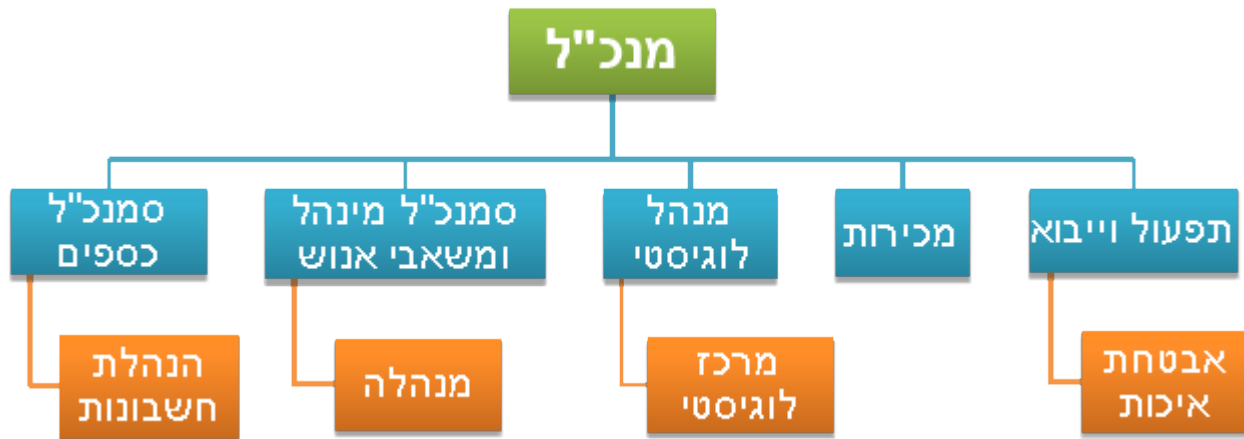 מנכ"ל
תפעול וייבוא
מכירות
מנהל
לוגיסטי
סמנכ"ל מינהל
ומשאבי אנוש
סמנכ"ל
כספים
אבטחת
איכות
מרכז
לוגיסטי
מנהלה
הנהלת
חשבונות